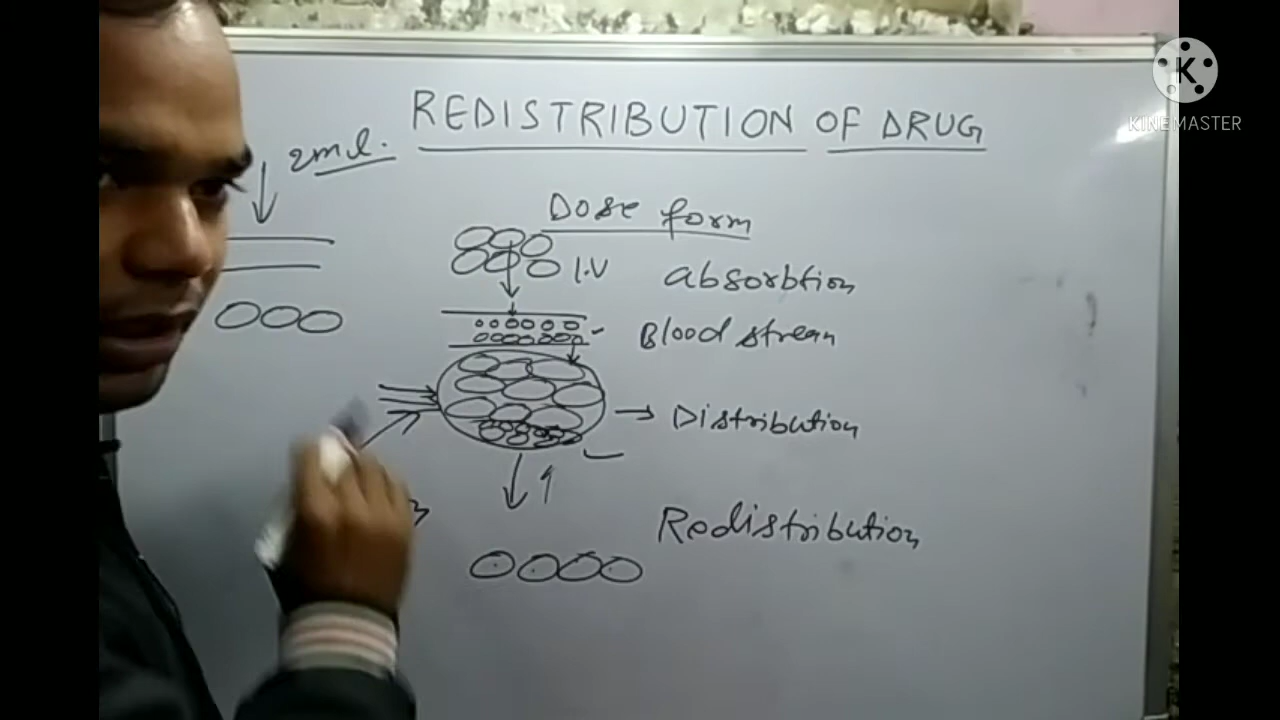 REDISTRIBUTION OF DRUG
2ml.
Dose form
I.V
absorbtion
Blood stream
Distribution
Redistribution
K
KINEMASTER